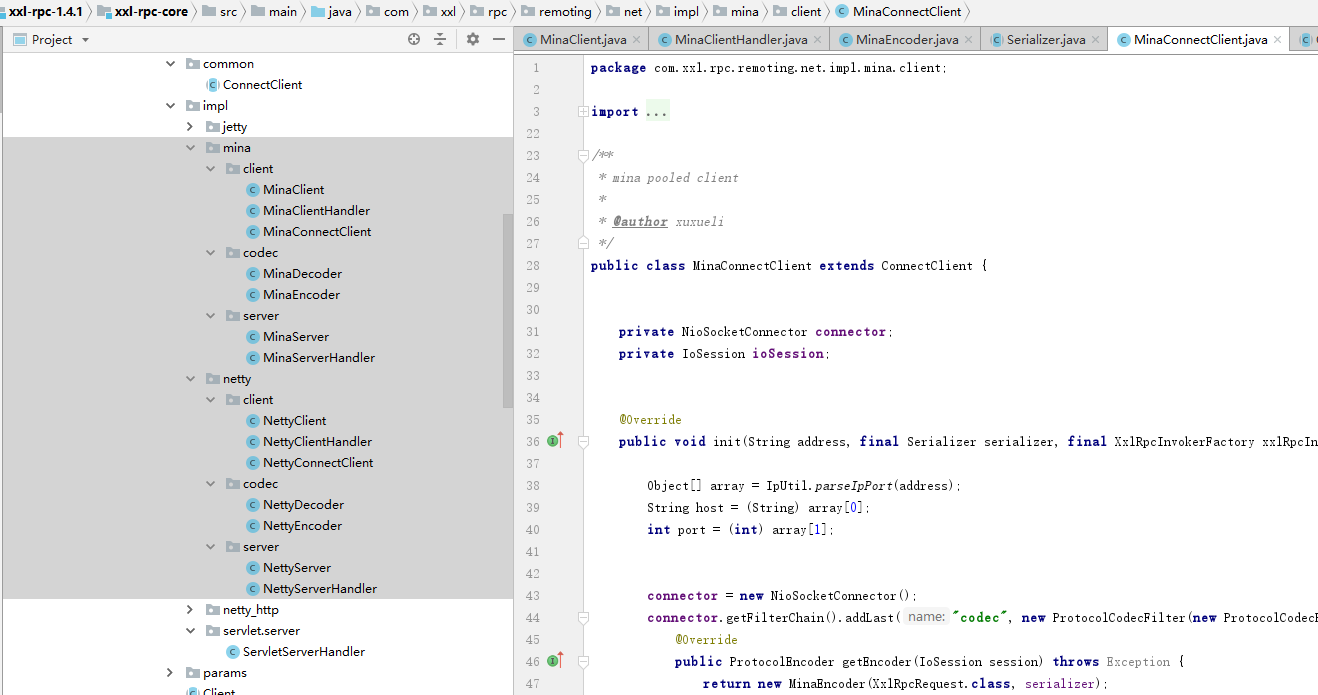 xxl-rpc-1.4.1 xxl-rpc-core src main java com xxl rpc remoting net impl mina client MinaConnectClient
Project
MinaClient.java MinaClientHandler.java MinaEncoder.java Serializer.java MinaConnectClient.java
common
ConnectClient
impl
jetty
mina
client
MinaClient
MinaClientHandler
MinaConnectClient
codec
MinaDecoder
MinaEncoder
server
MinaServer
MinaServerHandler
netty
client
NettyClient
NettyClientHandler
NettyConnectClient
codec
NettyDecoder
NettyEncoder
server
NettyServer
NettyServerHandler
netty_http
servlet.server
ServletServerHandler
params
Client
1 package com.xxl.rpc.remoting.net.impl.mina.client;
2
3 import ...
22
23 /**
24 * mina pooled client
25 *
26 * @author xuxueli
27 */
28 public class MinaConnectClient extends ConnectClient {
29
30
31 private NioSocketConnector connector;
32 private IoSession ioSession;
33
34
35 @Override
36 public void init(String address, final Serializer serializer, final XxlRpcInvokerFactory xxlRpcIn
37
38 Object[] array = IpUtil.parseIpPort(address);
39 String host = (String) array[0];
40 int port = (int) array[1];
41
42
43 connector = new NioSocketConnector();
44 connector.getFilterChain().addLast( name: "codec", new ProtocolCodecFilter(new ProtocolCodecF
45 @Override
46 public ProtocolEncoder getEncoder(IoSession session) throws Exception {
47 return new MinaEncoder(XxlRpcRequest.class, serializer);